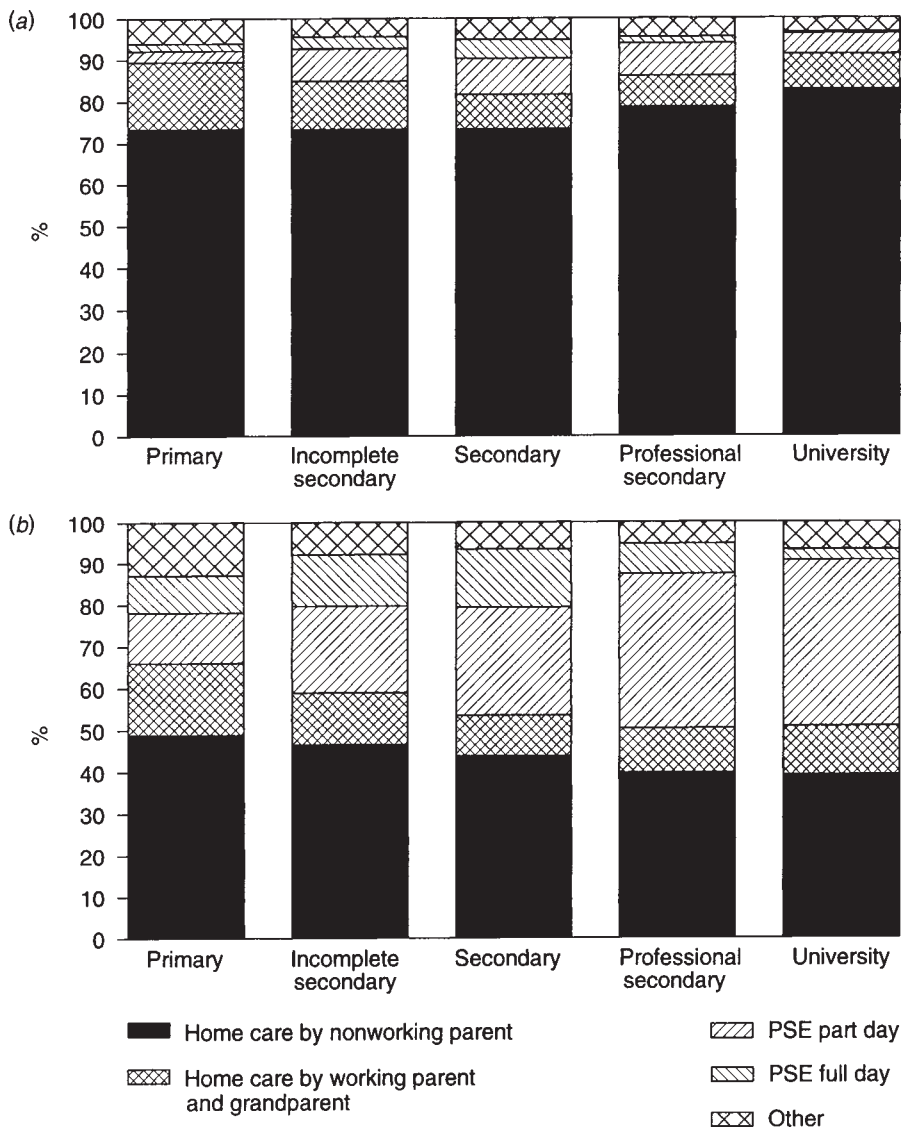 (a)
100
90
80
70
60
50
40
30
20
10
0
%
Primary
Incomplete
secondary
Secondary
Professional
secondary
University
(b)
100
90
80
70
60
50
40
30
20
10
0
%
Primary
Incomplete
secondary
Secondary
Professional
secondary
University
Home care by nonworking parent
Home care by working parent
and grandparent
PSE part day
PSE full day
Other